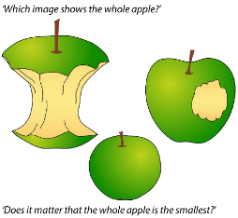 'Which image shows the whole apple?'
'Does it matter that the whole apple is the smallest?'